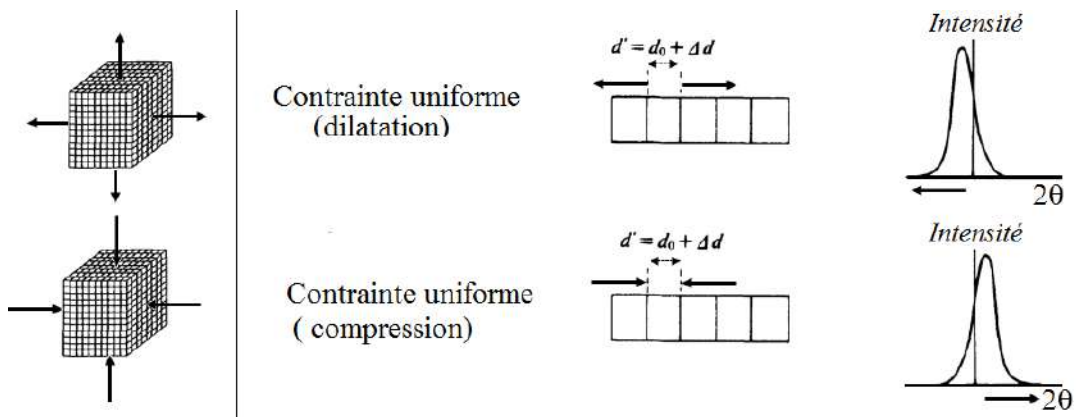 Intensité
d' = d₀ + Δd
Contrainte uniforme
(dilatation)
2θ
Intensité
d' = d₀ + Δd
Contrainte uniforme
( compression)
2θ